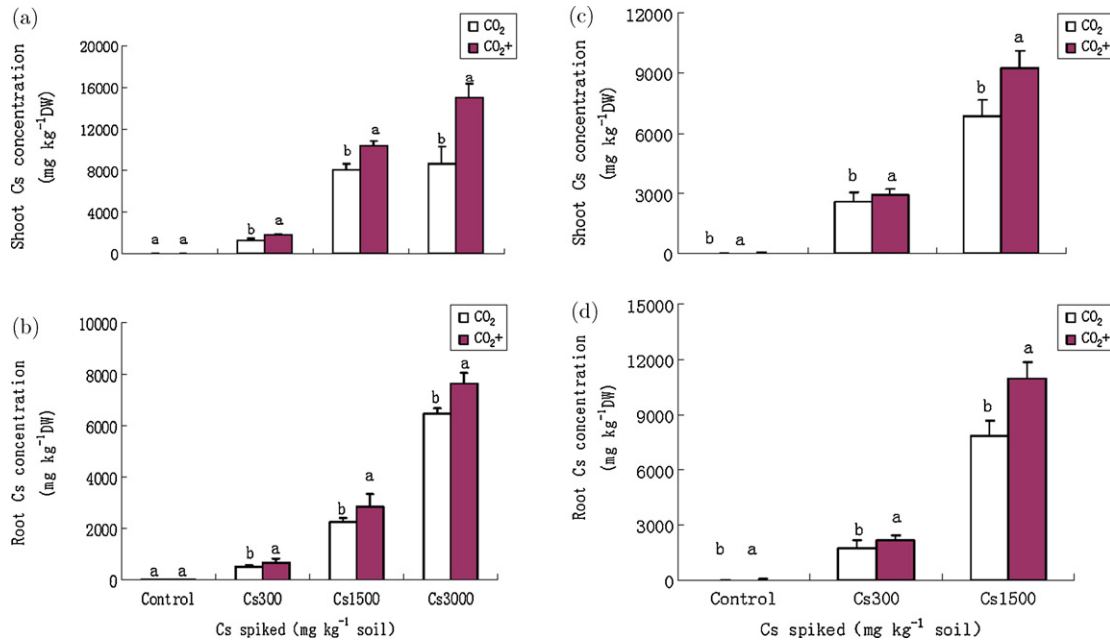 (a)
CO₂
CO₂+
Shoot Cs concentration
(mg kg⁻¹DW)
20000
16000
12000
8000
4000
0
a a
b a
b a
b a
(b)
CO₂
CO₂+
Root Cs concentration
(mg kg⁻¹DW)
10000
8000
6000
4000
2000
0
a a
b a
b a
b a
Control Cs300 Cs1500 Cs3000
Cs spiked (mg kg⁻¹ soil)
(c)
CO₂
CO₂+
Shoot Cs concentration
(mg kg⁻¹DW)
12000
9000
6000
3000
0
b a
b a
b a
(d)
CO₂
CO₂+
Root Cs concentration
(mg kg⁻¹DW)
15000
12000
9000
6000
3000
0
b a
b a
b a
Control Cs300 Cs1500
Cs spiked (mg kg⁻¹ soil)